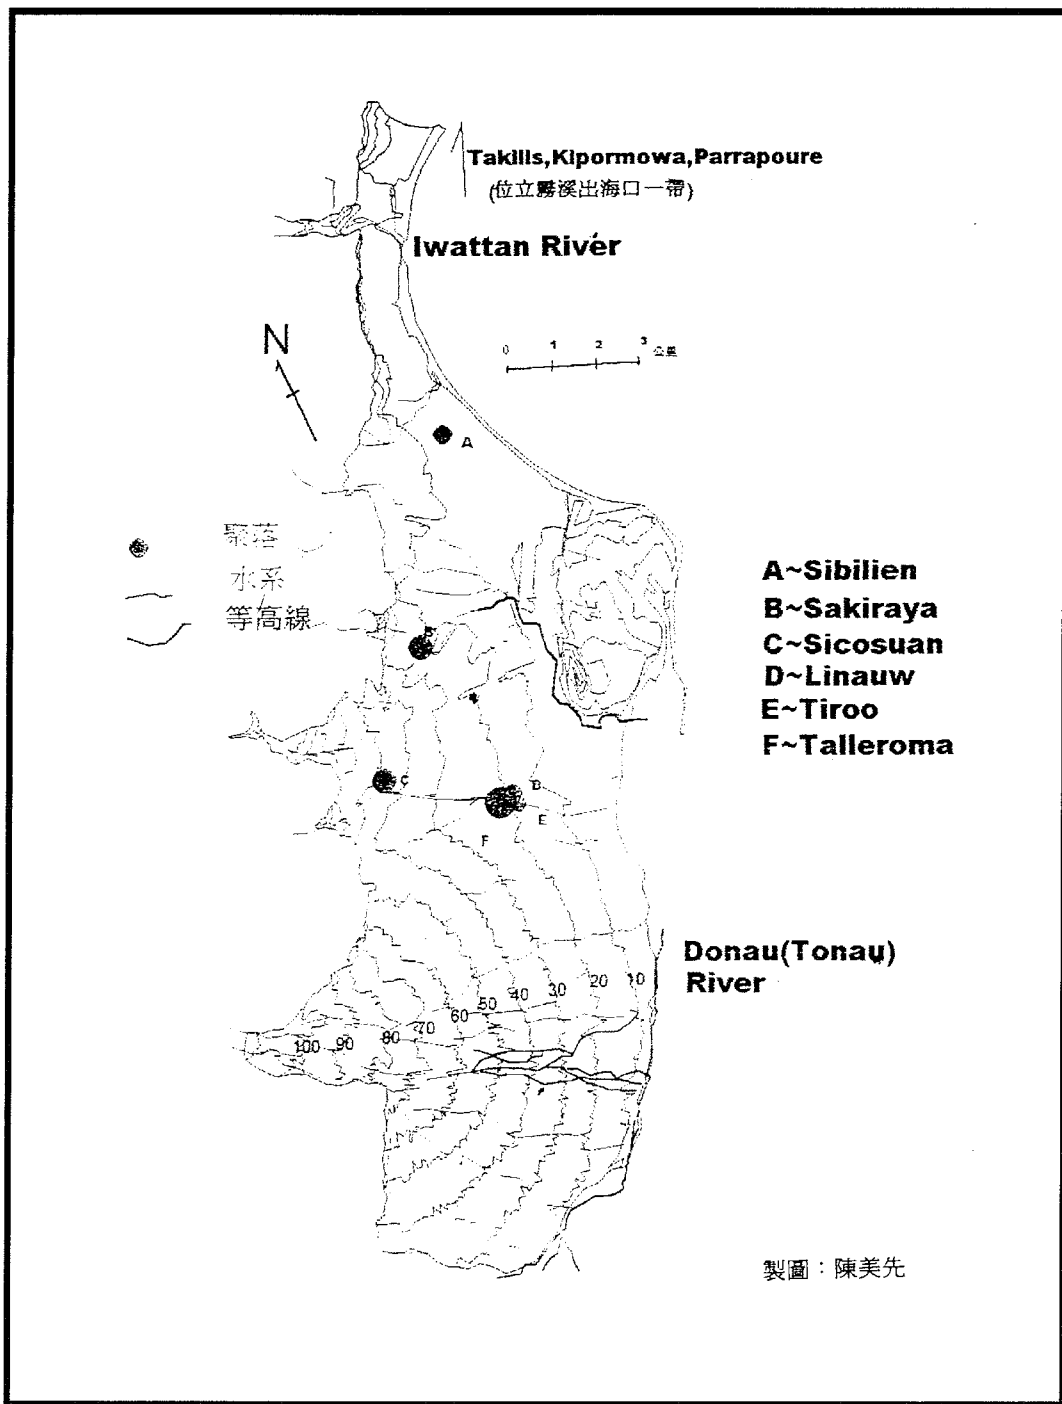 Takilis,Kipormowa,Parrapoure
(位立霧溪出海口一帶)
Iwattan River
N
0 1 2 3 公里
A
聚落
水系
等高線
B
C
B
E
F
A~Sibilien
B~Sakiraya
C~Sicosuan
D~Linauw
E~Tiroo
F~Talleroma
Donau(Tonau)
River
100 90 80 70 60 50 40 30 20 10
製圖：陳美先